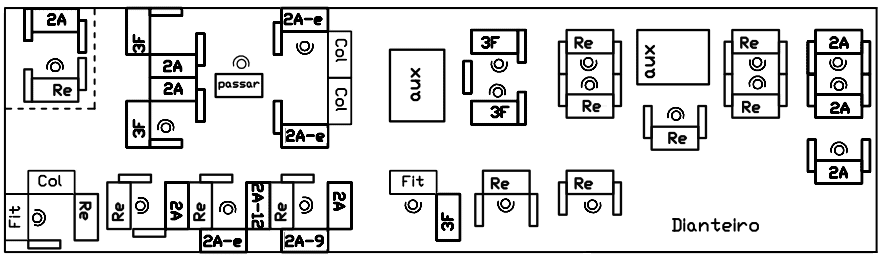 2A
3F
2A-e
Col
3F
Re
aux
Re
2A
aux
2A
Re
passar
2A
Col
3F
2A-e
3F
Re
Re
2A
Re
2A
Col
Fit
Re
Re
2A
Re
2A-12
Re
2A
Fit
3F
Re
Re
Fit
2A-e
2A-9
Dianteiro